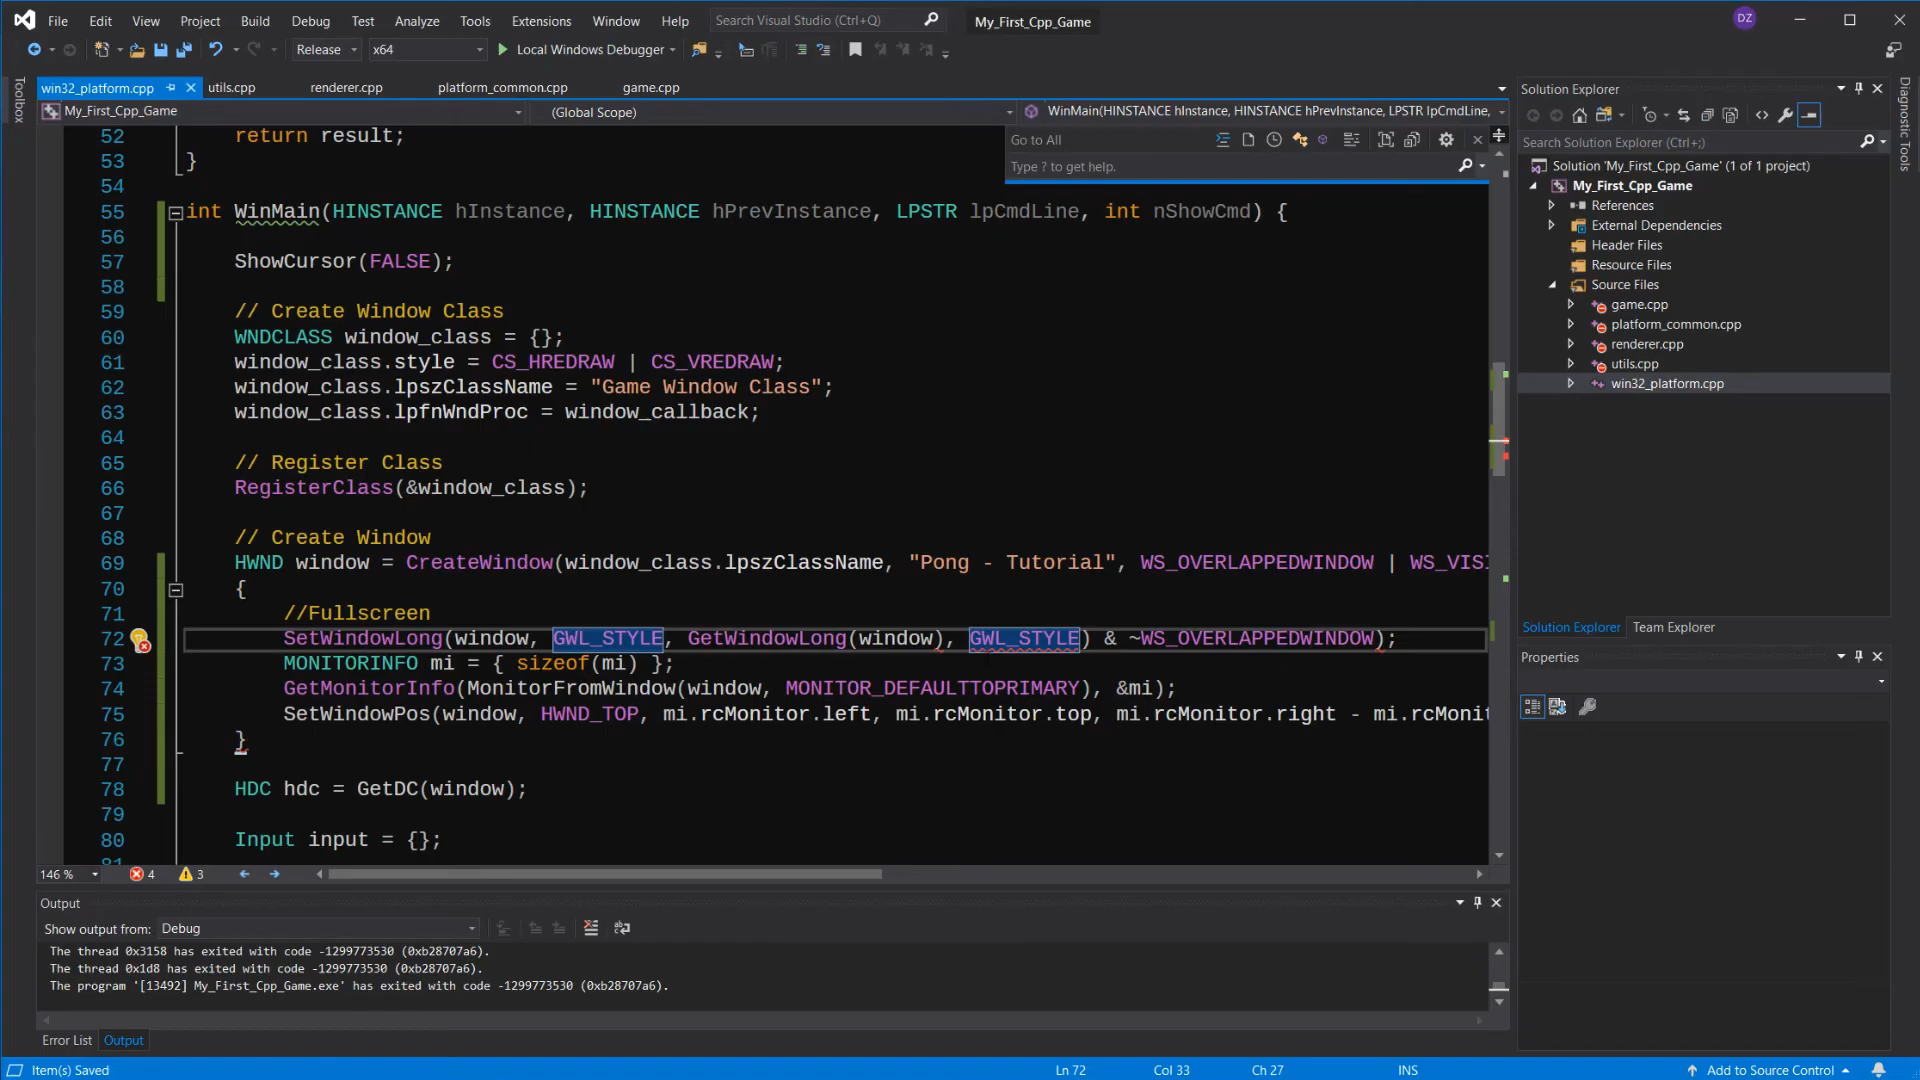 File Edit View Project Build Debug Test Analyze Tools Extensions Window Help Search Visual Studio (Ctrl+Q) My_First_Cpp_Game DZ
Release x64 Local Windows Debugger
Toolbox
win32_platform.cpp utils.cpp renderer.cpp platform_common.cpp game.cpp
My_First_Cpp_Game (Global Scope) WinMain(HINSTANCE hInstance, HINSTANCE hPrevInstance, LPSTR lpCmdLine,
Go to All
Type ? to get help.
52 return result;
53 }
54
55 int WinMain(HINSTANCE hInstance, HINSTANCE hPrevInstance, LPSTR lpCmdLine, int nShowCmd) {
56
57 ShowCursor(FALSE);
58
59 // Create Window Class
60 WNDCLASS window_class = {};
61 window_class.style = CS_HREDRAW | CS_VREDRAW;
62 window_class.lpszClassName = "Game Window Class";
63 window_class.lpfnWndProc = window_callback;
64
65 // Register Class
66 RegisterClass(&window_class);
67
68 // Create Window
69 HWND window = CreateWindow(window_class.lpszClassName, "Pong - Tutorial", WS_OVERLAPPEDWINDOW | WS_VISI
70 {
71 //Fullscreen
72 SetWindowLong(window, GWL_STYLE, GetWindowLong(window), GWL_STYLE) & ~WS_OVERLAPPEDWINDOW);
73 MONITORINFO mi = { sizeof(mi) };
74 GetMonitorInfo(MonitorFromWindow(window, MONITOR_DEFAULTTOPRIMARY), &mi);
75 SetWindowPos(window, HWND_TOP, mi.rcMonitor.left, mi.rcMonitor.top, mi.rcMonitor.right - mi.rcMonit
76 }
77
78 HDC hdc = GetDC(window);
79
80 Input input = {};
81
146 % 4 3
Output
Show output from: Debug
The thread 0x3158 has exited with code -1299773530 (0xb28707a6).
The thread 0x1d8 has exited with code -1299773530 (0xb28707a6).
The program '[13492] My_First_Cpp_Game.exe' has exited with code -1299773530 (0xb28707a6).
Error List Output
Solution Explorer
Search Solution Explorer (Ctrl+;)
Solution 'My_First_Cpp_Game' (1 of 1 project)
My_First_Cpp_Game
References
External Dependencies
Header Files
Resource Files
Source Files
game.cpp
platform_common.cpp
renderer.cpp
utils.cpp
win32_platform.cpp
Solution Explorer Team Explorer
Properties
Diagnostic Tools
Item(s) Saved Ln 72 Col 33 Ch 27 INS Add to Source Control